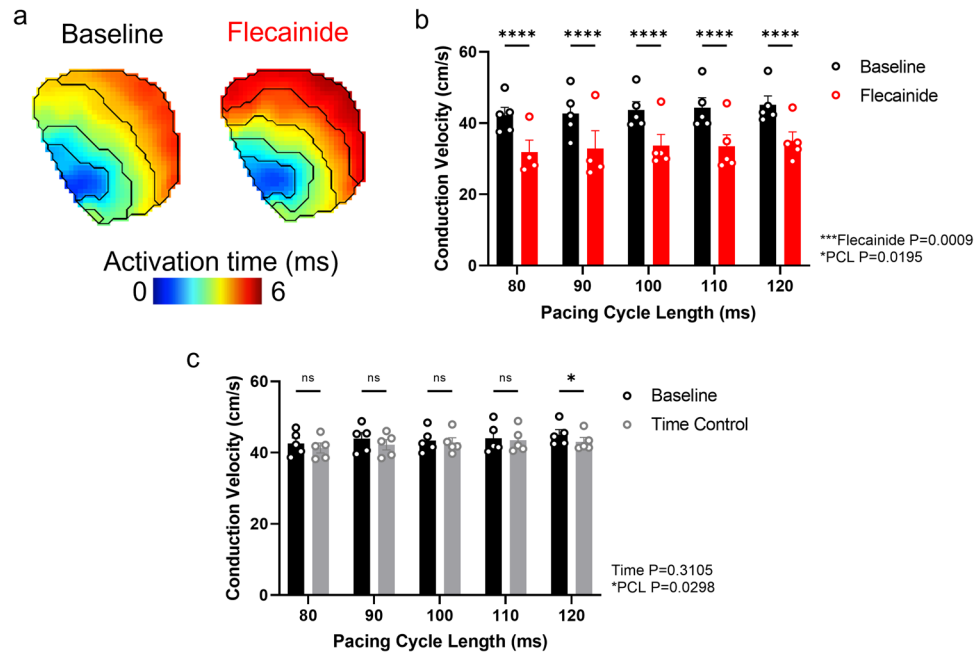 a
Baseline
Flecainide
Activation time (ms)
0
6
b
**** **** **** **** ****
Conduction Velocity (cm/s)
60
40
20
0
80 90 100 110 120
Pacing Cycle Length (ms)
Baseline
Flecainide
***Flecainide P=0.0009
*PCL P=0.0195
c
ns ns ns ns *
Conduction Velocity (cm/s)
60
40
20
0
80 90 100 110 120
Pacing Cycle Length (ms)
Baseline
Time Control
Time P=0.3105
*PCL P=0.0298